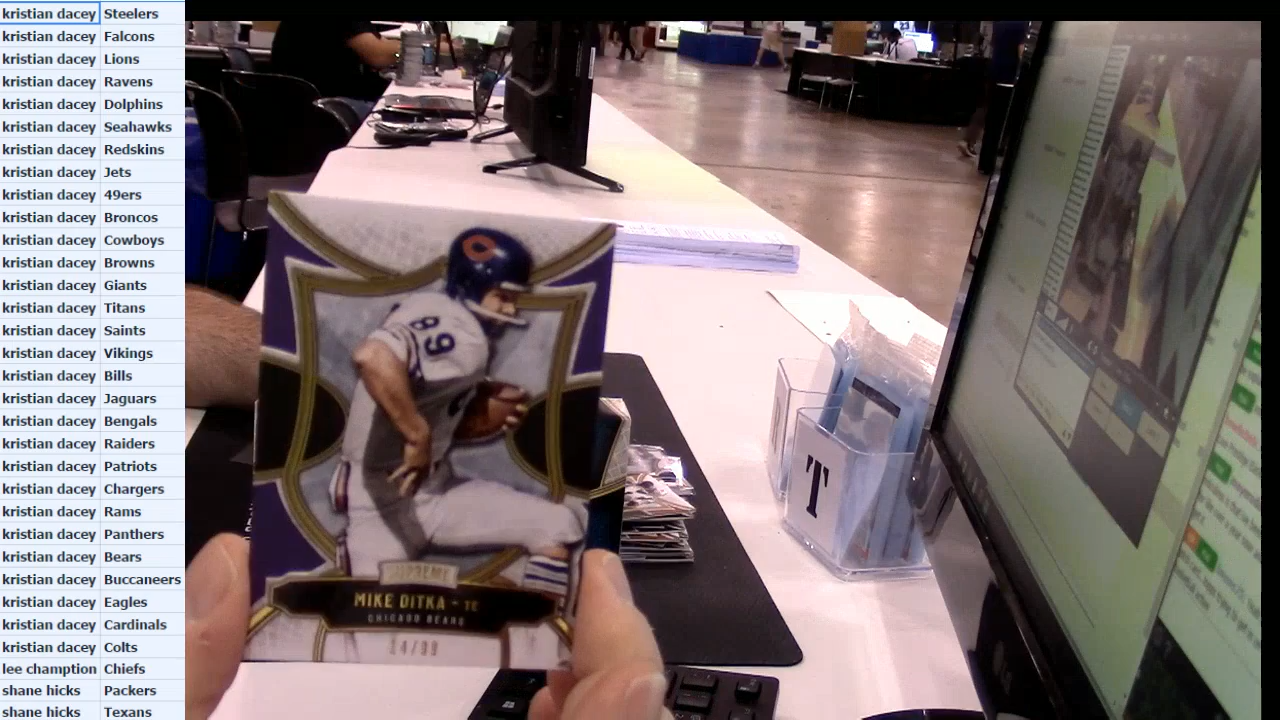 kristian dacey Steelers
kristian dacey Falcons
kristian dacey Lions
kristian dacey Ravens
kristian dacey Dolphins
kristian dacey Seahawks
kristian dacey Redskins
kristian dacey Jets
kristian dacey 49ers
kristian dacey Broncos
kristian dacey Cowboys
kristian dacey Browns
kristian dacey Giants
kristian dacey Titans
kristian dacey Saints
kristian dacey Vikings
kristian dacey Bills
kristian dacey Jaguars
kristian dacey Bengals
kristian dacey Raiders
kristian dacey Patriots
kristian dacey Chargers
kristian dacey Rams
kristian dacey Panthers
kristian dacey Bears
kristian dacey Buccaneers
kristian dacey Eagles
kristian dacey Cardinals
kristian dacey Colts
lee chamption Chiefs
shane hicks Packers
shane hicks Texans
89
SUPREME
MIKE DITKA - TE
CHICAGO BEARS
14/99
T